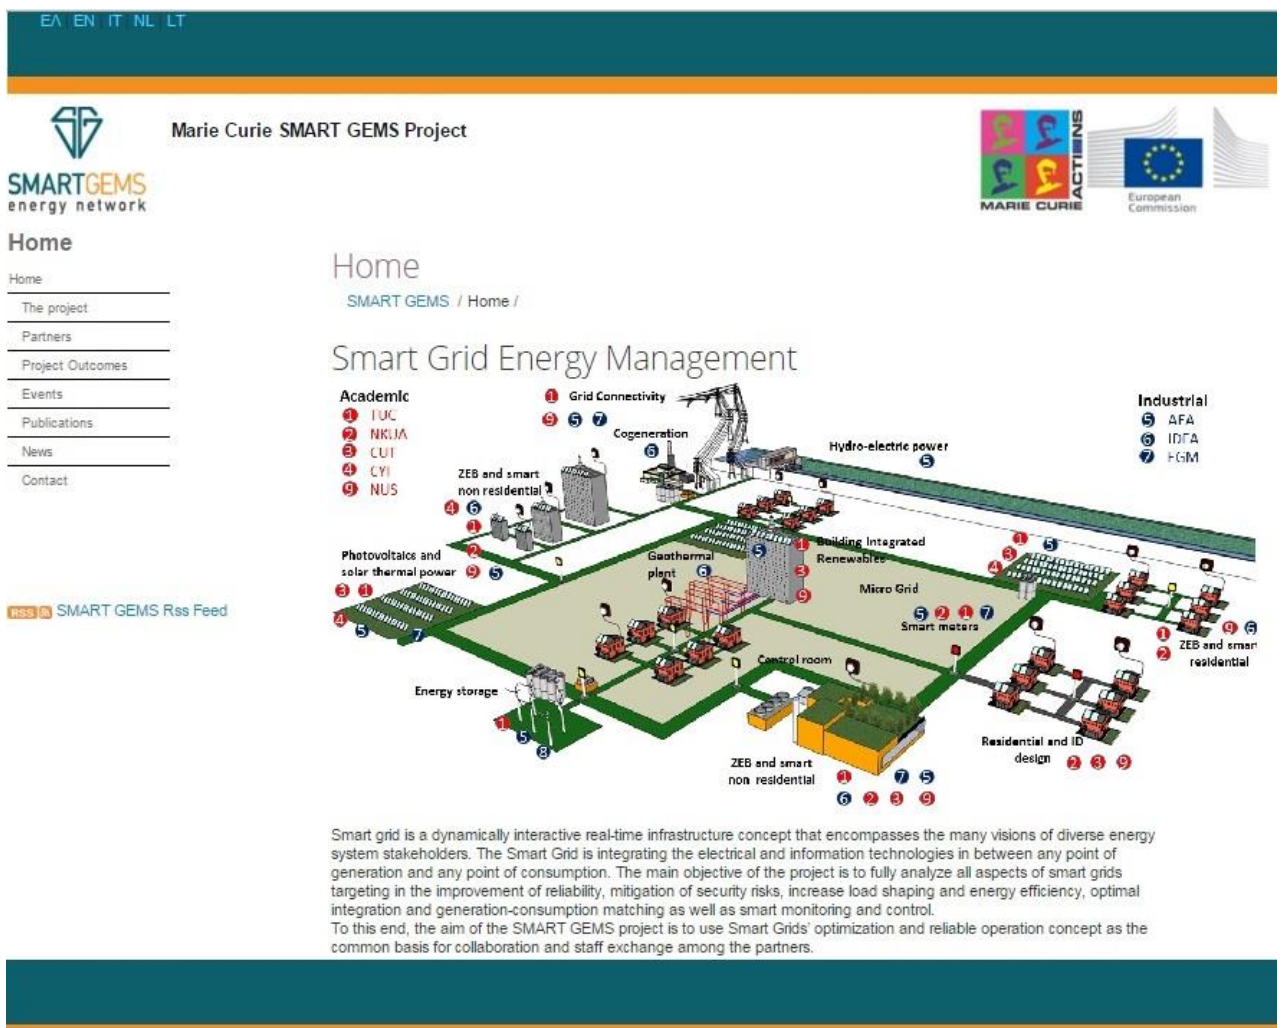 ΕΛ EN IT NL LT
Marie Curie SMART GEMS Project
SMARTGEMS
energy network
MARIE CURIE
ACTIONS
European
Commission
Home
Home
The project
Partners
Project Outcomes
Events
Publications
News
Contact
RSS SMART GEMS Rss Feed
Home
SMART GEMS / Home /
Smart Grid Energy Management
Academic
1 TUC
2 NKUA
3 CUT
4 CYI
9 NUS
1 Grid Connectivity
9 5 7
Cogeneration
6
Hydro-electric power
5
Industrial
5 AEA
6 IDEA
7 EGM
ZEB and smart
non residential
4 6
1
2
9 5
Photovoltaics and
solar thermal power
3 1
4 5 7
Geothermal
plant 6
5
1 Building Integrated
Renewables
3
9
Micro Grid
5 2 1 7
Smart meters
1 5
3
4
1 9 6
2 ZEB and smart
residential
Control room
Energy storage
1
5
8
ZEB and smart
non residential
1 7 5
6 2 3 9
Residential and ID
design 2 3 9
Smart grid is a dynamically interactive real-time infrastructure concept that encompasses the many visions of diverse energy
system stakeholders. The Smart Grid is integrating the electrical and information technologies in between any point of
generation and any point of consumption. The main objective of the project is to fully analyze all aspects of smart grids
targeting in the improvement of reliability, mitigation of security risks, increase load shaping and energy efficiency, optimal
integration and generation-consumption matching as well as smart monitoring and control.
To this end, the aim of the SMART GEMS project is to use Smart Grids' optimization and reliable operation concept as the
common basis for collaboration and staff exchange among the partners.